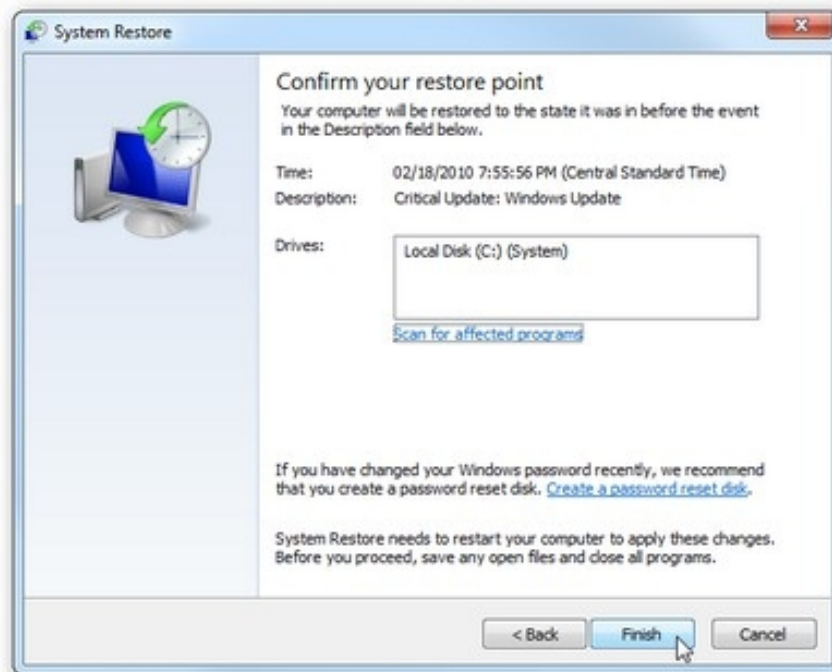 System Restore
Confirm your restore point
Your computer will be restored to the state it was in before the event
in the Description field below.
Time: 02/18/2010 7:55:56 PM (Central Standard Time)
Description: Critical Update: Windows Update
Drives: Local Disk (C:) (System)
Scan for affected programs
If you have changed your Windows password recently, we recommend
that you create a password reset disk. Create a password reset disk.
System Restore needs to restart your computer to apply these changes.
Before you proceed, save any open files and close all programs.
< Back Finish Cancel